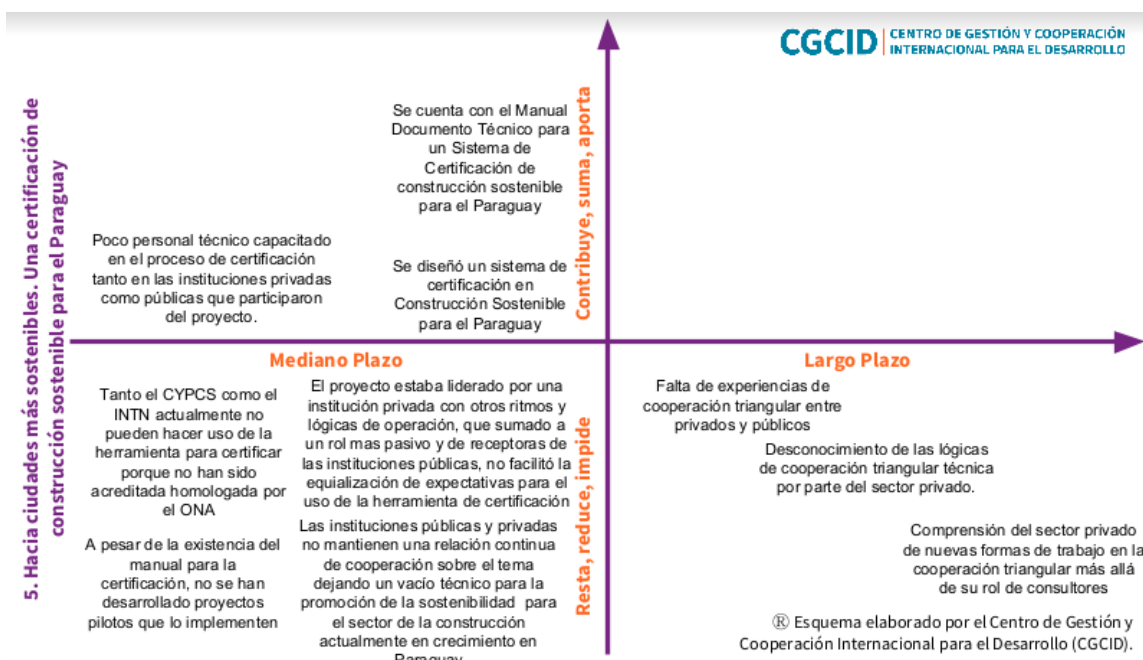 CGCID
CENTRO DE GESTIÓN Y COOPERACIÓN
INTERNACIONAL PARA EL DESARROLLO
5. Hacia ciudades más sostenibles. Una certificación de
construcción sostenible para el Paraguay
Contribuye, suma, aporta
Se cuenta con el Manual
Documento Técnico para
un Sistema de
Certificación de
construcción sostenible
para el Paraguay
Poco personal técnico capacitado
en el proceso de certificación
tanto en las instituciones privadas
como públicas que participaron
del proyecto.
Se diseñó un sistema de
certificación en
Construcción Sostenible
para el Paraguay
Mediano Plazo
Largo Plazo
Resta, reduce, impide
Tanto el CYPCS como el
INTN actualmente no
pueden hacer uso de la
herramienta para certificar
porque no han sido
acreditada homologada por
el ONA
El proyecto estaba liderado por una
institución privada con otros ritmos y
lógicas de operación, que sumado a
un rol mas pasivo y de receptoras de
las instituciones públicas, no facilitó la
equialización de expectativas para el
uso de la herramienta de certificación
A pesar de la existencia del
manual para la
certificación, no se han
desarrollado proyectos
pilotos que lo implementen
Las instituciones públicas y privadas
no mantienen una relación continua
de cooperación sobre el tema
dejando un vacío técnico para la
promoción de la sostenibilidad para
el sector de la construcción
actualmente en crecimiento en
Paraguay
Falta de experiencias de
cooperación triangular entre
privados y públicos
Desconocimiento de las lógicas
de cooperación triangular técnica
por parte del sector privado.
Comprensión del sector privado
de nuevas formas de trabajo en la
cooperación triangular más allá
de su rol de consultores
® Esquema elaborado por el Centro de Gestión y
Cooperación Internacional para el Desarrollo (CGCID).